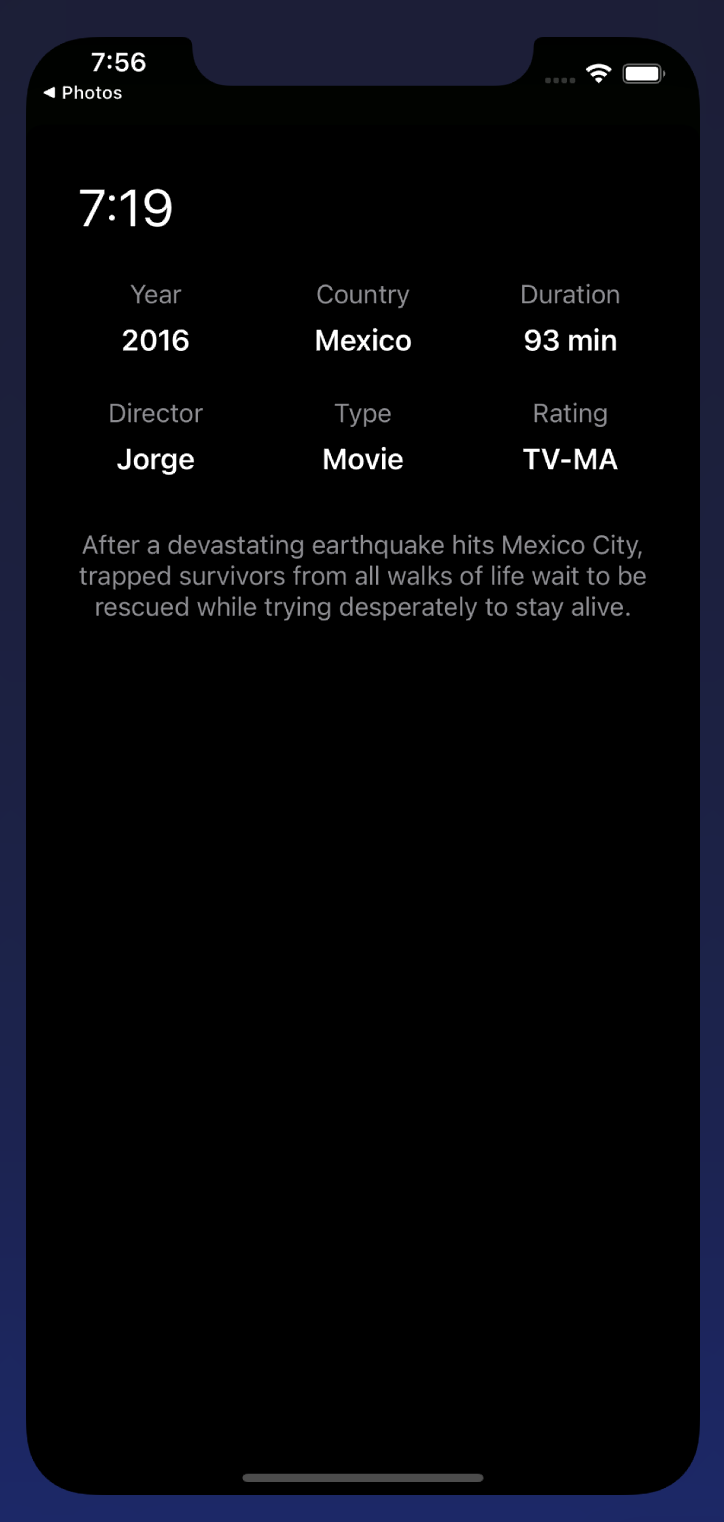 7:56
◀ Photos
7:19
Year Country Duration
2016 Mexico 93 min
Director Type Rating
Jorge Movie TV-MA
After a devastating earthquake hits Mexico City,
trapped survivors from all walks of life wait to be
rescued while trying desperately to stay alive.